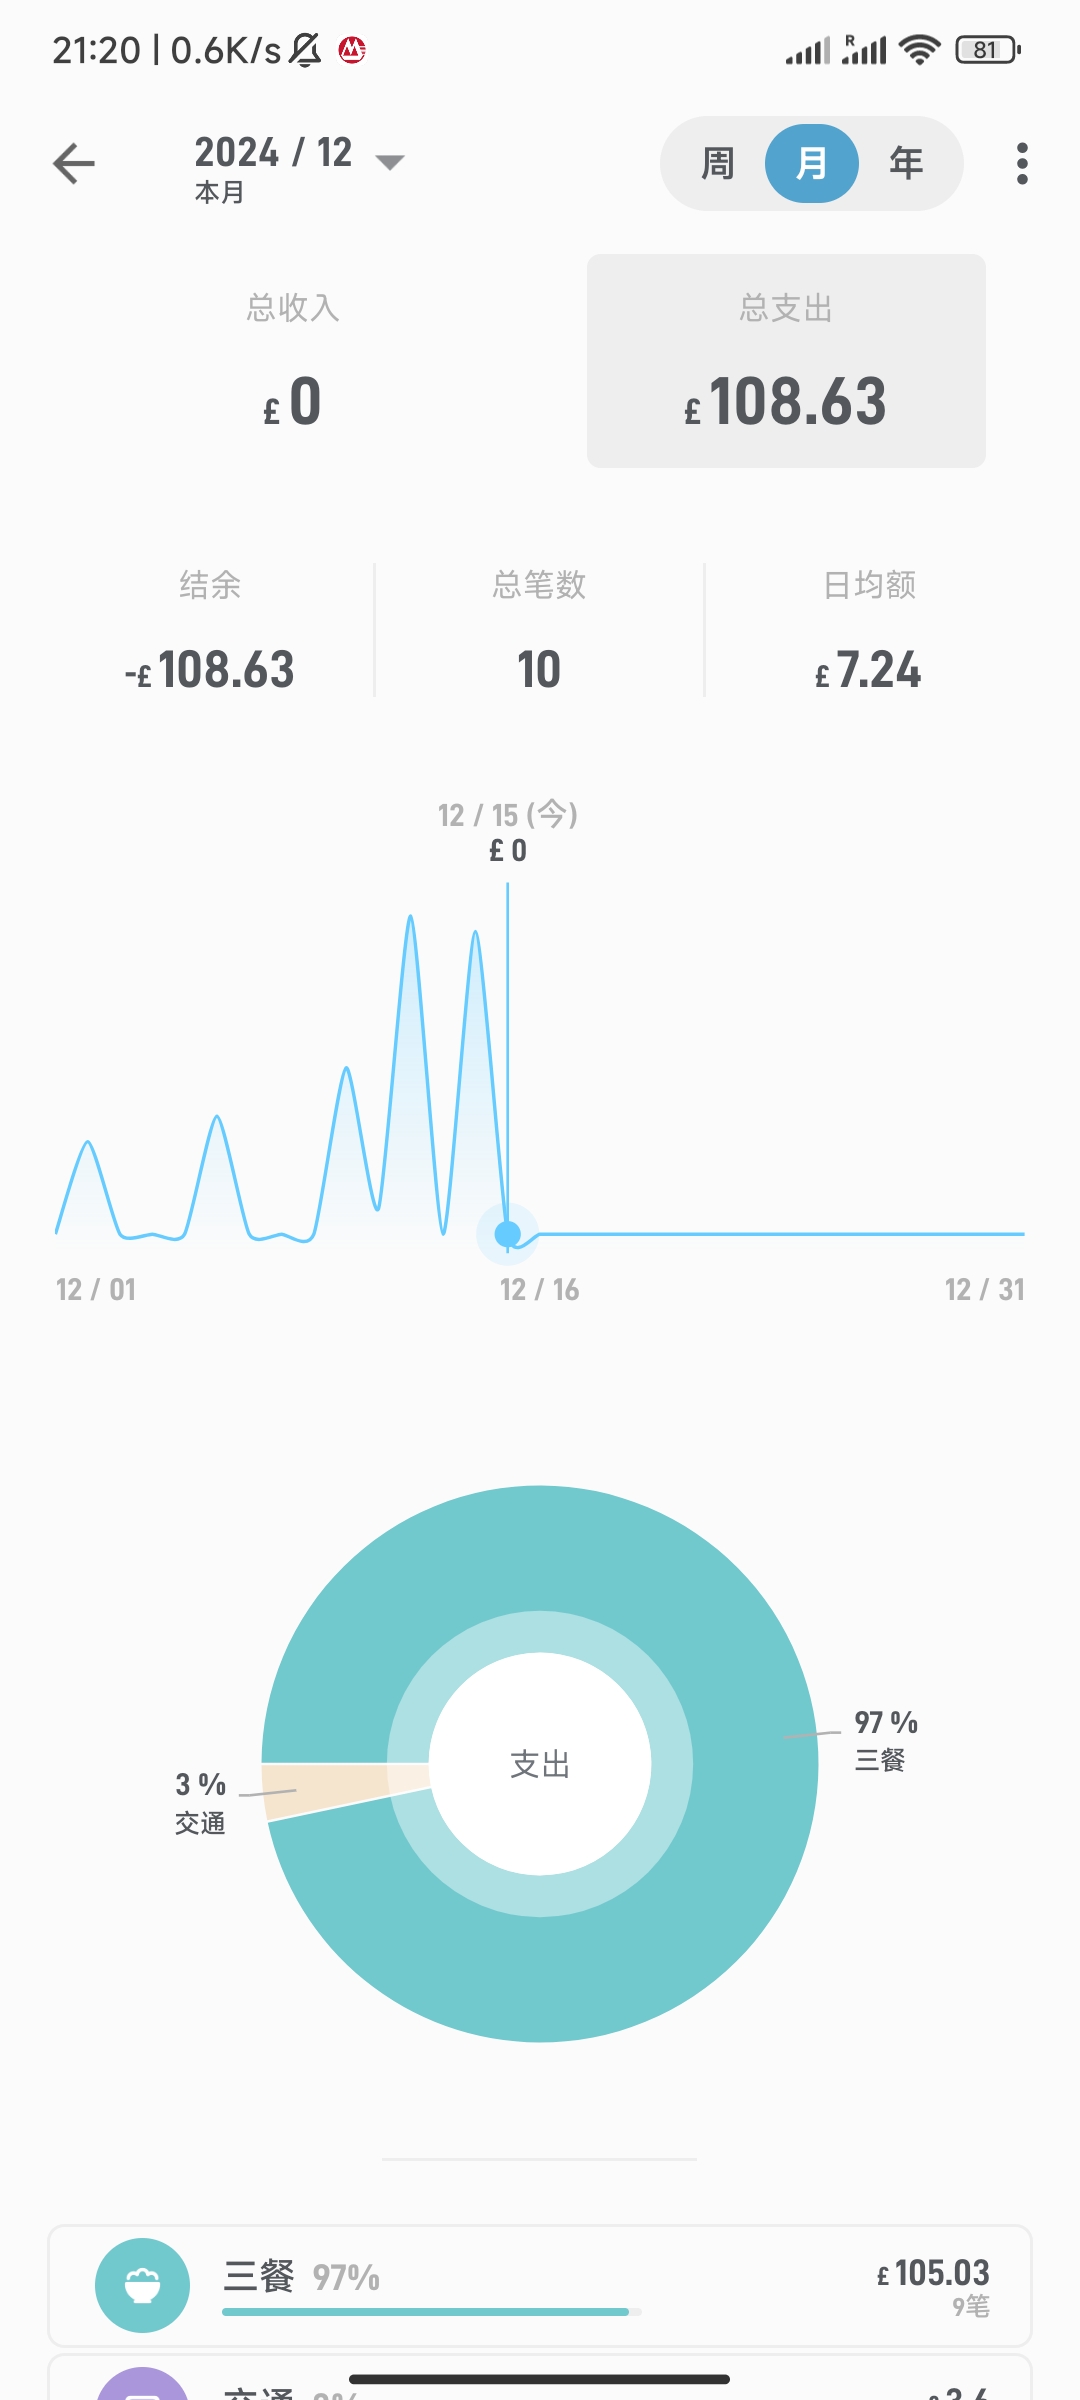 21:20 | 0.6K/s
R
81
2024 / 12
本月
周 月 年
总收入
£ 0
总支出
£ 108.63
结余
-£ 108.63
总笔数
10
日均额
£ 7.24
12 / 15 (今)
£ 0
12 / 01 12 / 16 12 / 31
97 %
三餐
支出
3 %
交通
三餐 97%
£ 105.03
9笔
交通